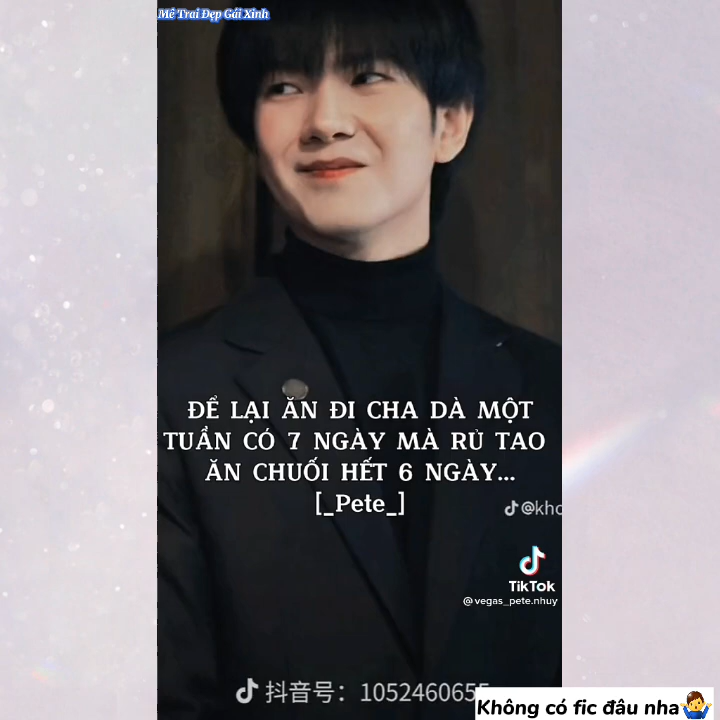 Mê Trai Đẹp Gái Xinh
ĐỂ LẠI ĂN ĐI CHA DÀ MỘT
TUẦN CÓ 7 NGÀY MÀ RỦ TAO
ĂN CHUỐI HẾT 6 NGÀY...
[_Pete_]
@kho
TikTok
@vegas_pete.nhuy
抖音号：1052460655
Không có fic đâu nha